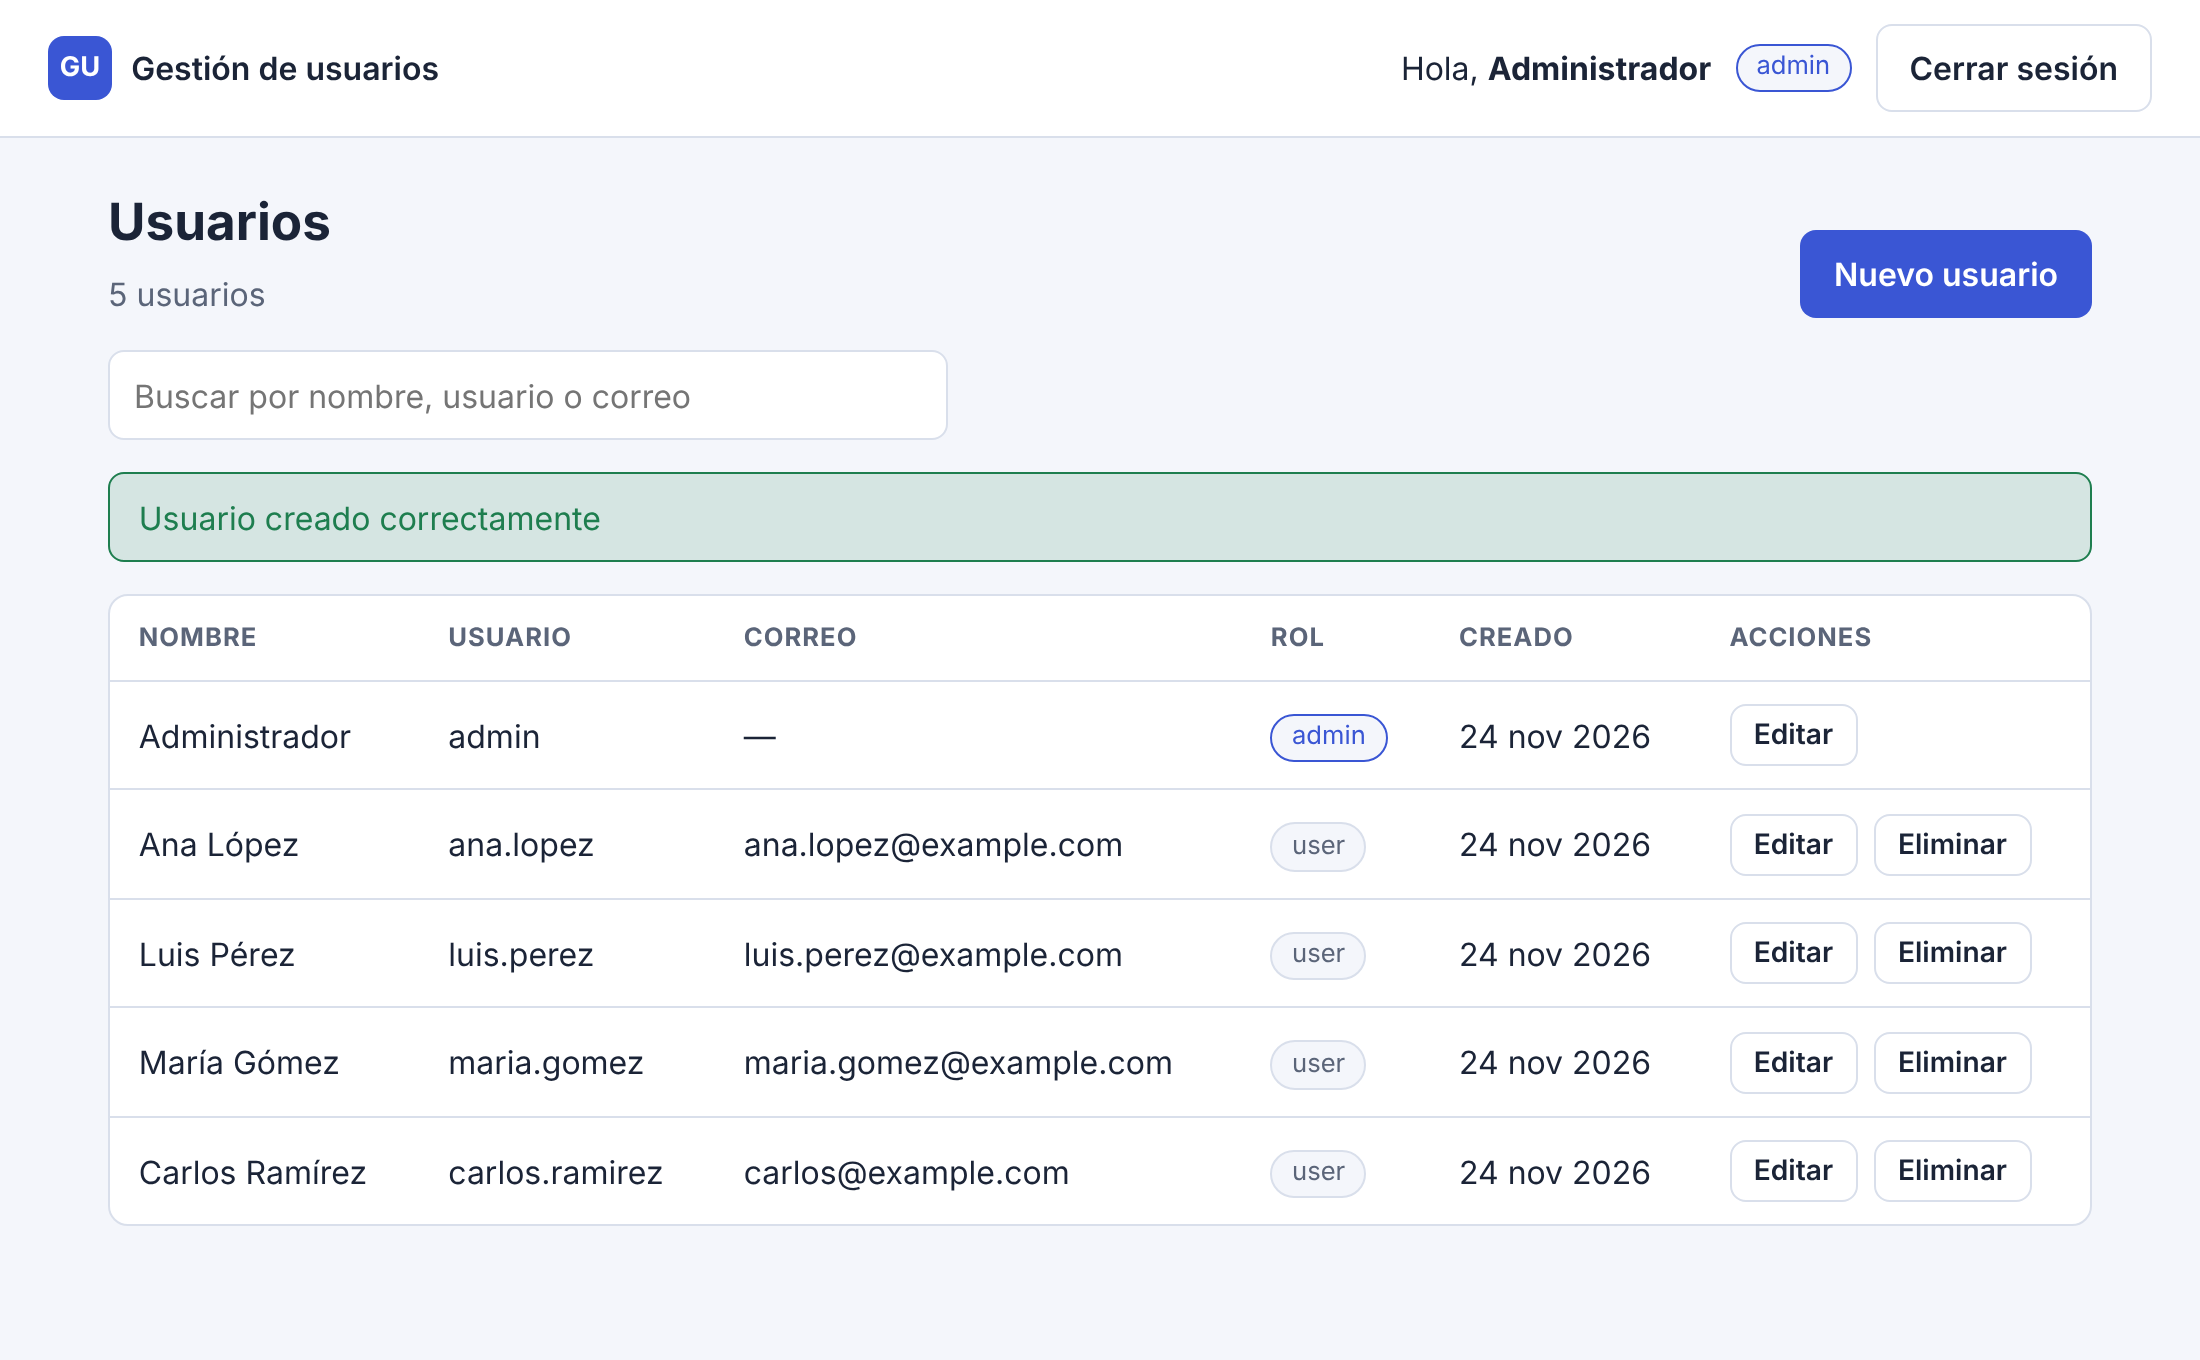 GU Gestión de usuarios Hola, Administrador admin Cerrar sesión
Usuarios
5 usuarios
Nuevo usuario
Buscar por nombre, usuario o correo
Usuario creado correctamente
NOMBRE USUARIO CORREO ROL CREADO ACCIONES
Administrador admin — admin 24 nov 2026 Editar
Ana López ana.lopez ana.lopez@example.com user 24 nov 2026 Editar Eliminar
Luis Pérez luis.perez luis.perez@example.com user 24 nov 2026 Editar Eliminar
María Gómez maria.gomez maria.gomez@example.com user 24 nov 2026 Editar Eliminar
Carlos Ramírez carlos.ramirez carlos@example.com user 24 nov 2026 Editar Eliminar